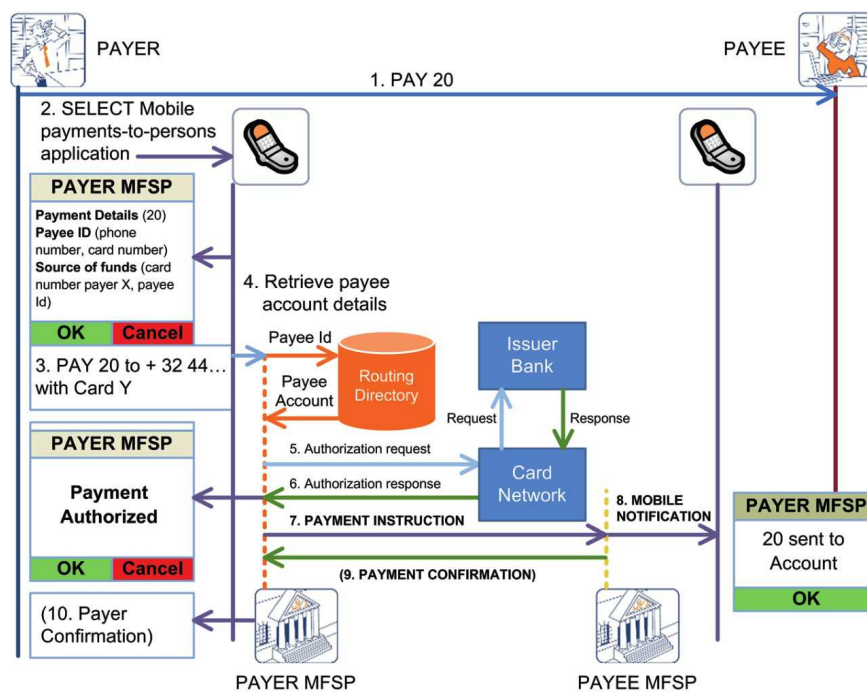 PAYER
PAYEE
1. PAY 20
2. SELECT Mobile
payments-to-persons
application
PAYER MFSP
Payment Details (20)
Payee ID (phone
number, card number)
Source of funds (card
number payer X, payee
Id)
OK
Cancel
4. Retrieve payee
account details
3. PAY 20 to + 32 44…
with Card Y
Payee Id
Payee
Account
Routing
Directory
Issuer
Bank
Request
Response
5. Authorization request
6. Authorization response
Card
Network
PAYER MFSP
Payment
Authorized
OK
Cancel
7. PAYMENT INSTRUCTION
8. MOBILE
NOTIFICATION
(9. PAYMENT CONFIRMATION)
PAYER MFSP
20 sent to
Account
OK
(10. Payer
Confirmation)
PAYER MFSP
PAYEE MFSP